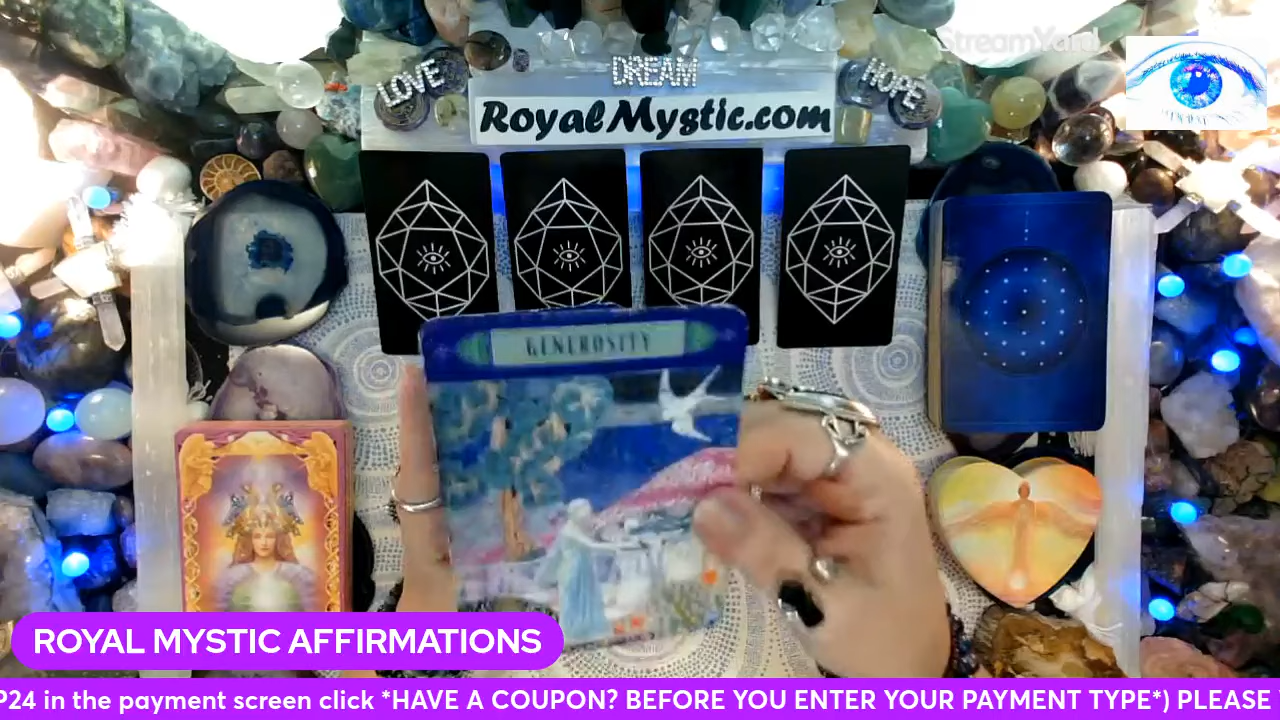 StreamYard
LOVE
DREAM
HOPE
RoyalMystic.com
GENEROSITY
ROYAL MYSTIC AFFIRMATIONS
P24 in the payment screen click *HAVE A COUPON? BEFORE YOU ENTER YOUR PAYMENT TYPE*) PLEASE